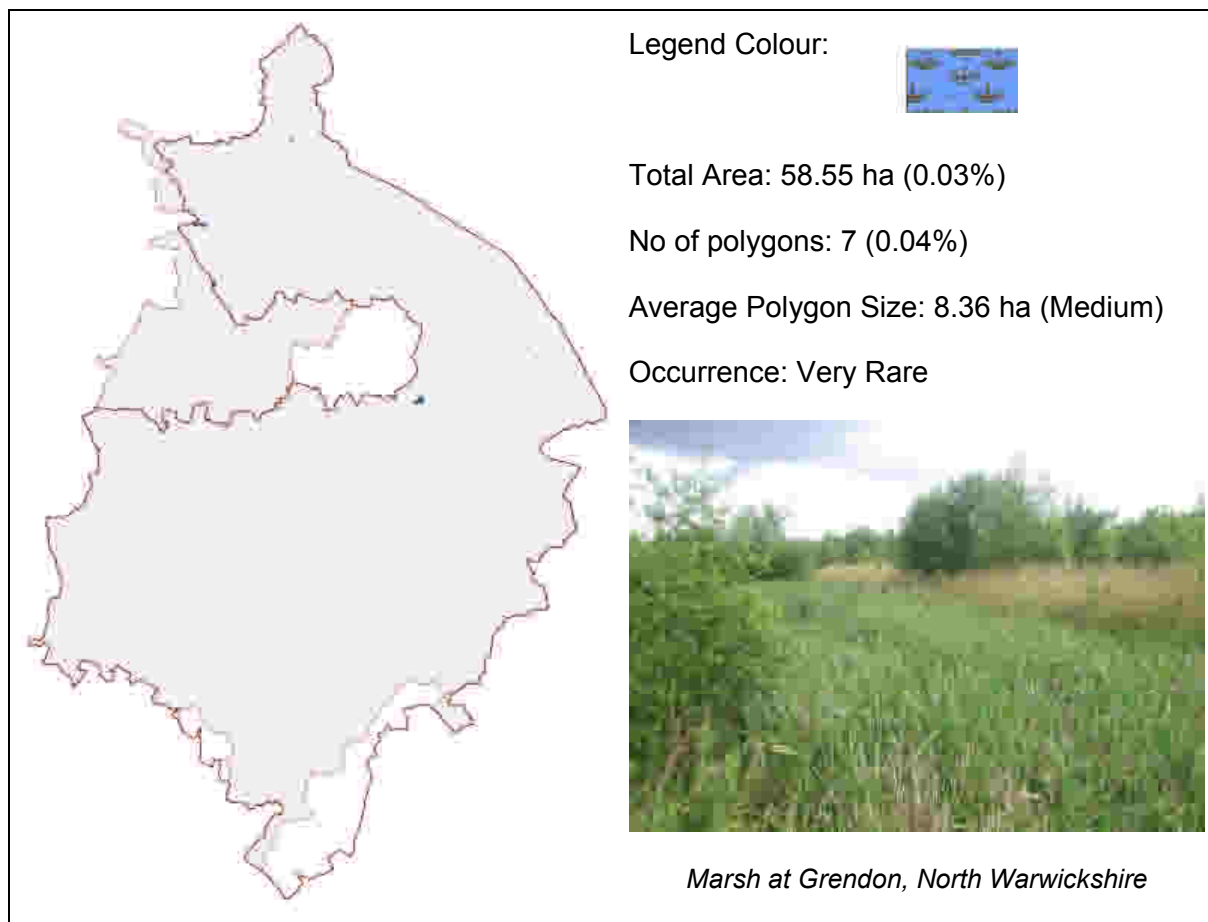 Legend Colour:
Total Area: 58.55 ha (0.03%)
No of polygons: 7 (0.04%)
Average Polygon Size: 8.36 ha (Medium)
Occurrence: Very Rare
Marsh at Grendon, North Warwickshire